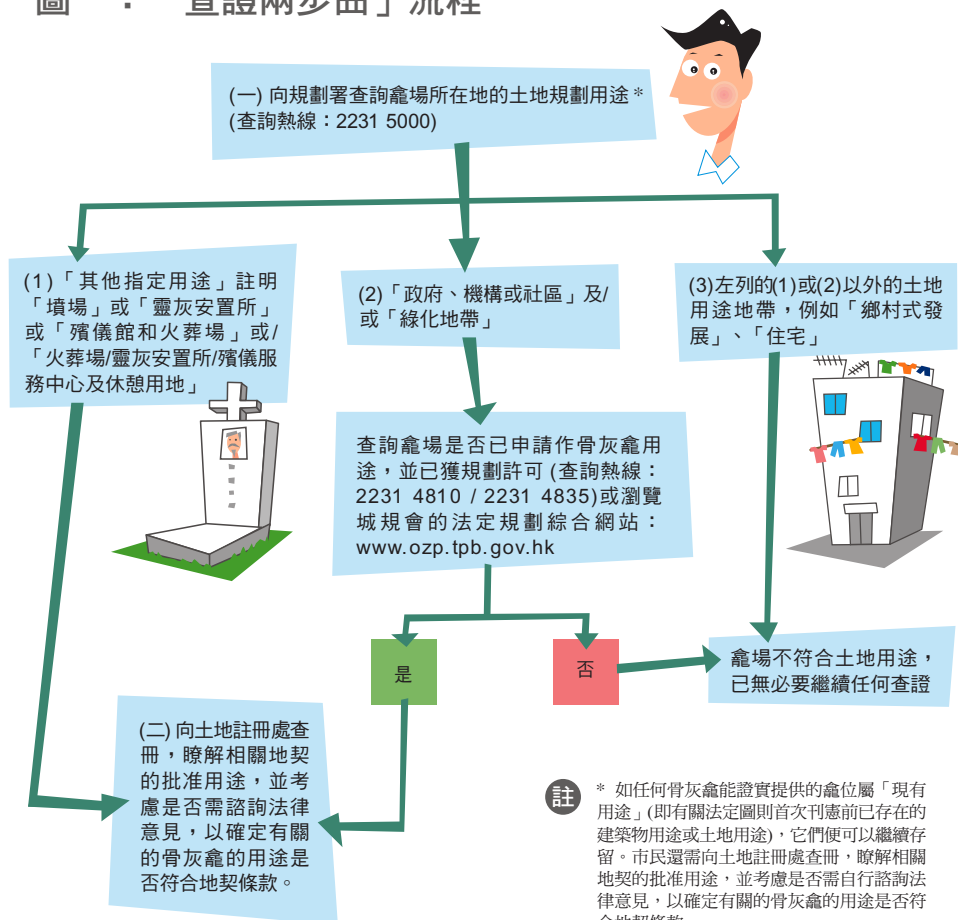 圖 : 「查證兩步曲」流程
(一) 向規劃署查詢龕場所在地的土地規劃用途*
(查詢熱線：2231 5000)
(1)「其他指定用途」註明
「墳場」或「靈灰安置所」
或「殯儀館和火葬場」或/
「火葬場/靈灰安置所/殯儀服
務中心及休憩用地」
(2)「政府、機構或社區」及/
或「綠化地帶」
(3)左列的(1)或(2)以外的土地
用途地帶，例如「鄉村式發
展」、「住宅」
查詢龕場是否已申請作骨灰龕用
途，並已獲規劃許可 (查詢熱線：
2231 4810 / 2231 4835)或瀏覽
城規會的法定規劃綜合網站：
www.ozp.tpb.gov.hk
是
否
龕場不符合土地用途，
已無必要繼續任何查證
(二) 向土地註冊處查
冊，瞭解相關地契
的批准用途，並考
慮是否需諮詢法律
意見，以確定有關
的骨灰龕的用途是
否符合地契條款。
註
* 如任何骨灰龕能證實提供的龕位屬「現有
用途」(即有關法定圖則首次刊憲前已存在的
建築物用途或土地用途)，它們便可以繼續存
留。市民還需向土地註冊處查冊，瞭解相關
地契的批准用途，並考慮是否需自行諮詢法
律意見，以確定有關的骨灰龕的用途是否符
合地契條款